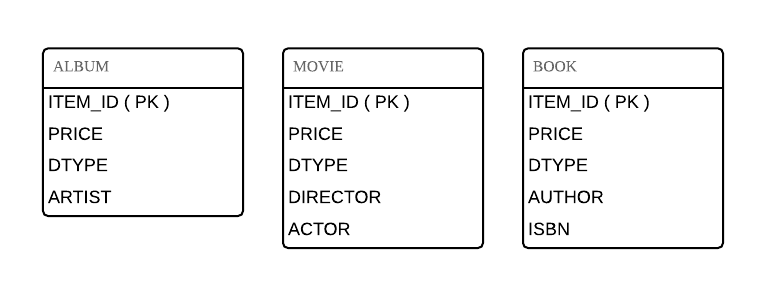 ALBUM
ITEM_ID ( PK )
PRICE
DTYPE
ARTIST
MOVIE
ITEM_ID ( PK )
PRICE
DTYPE
DIRECTOR
ACTOR
BOOK
ITEM_ID ( PK )
PRICE
DTYPE
AUTHOR
ISBN